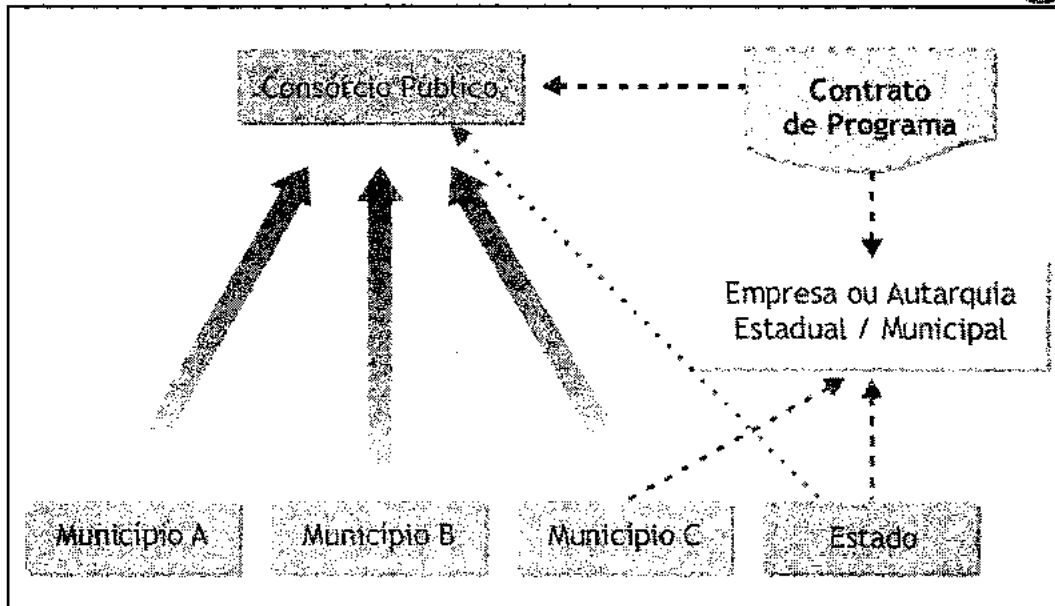 Consórcio Público
Contrato
de Programa
Empresa ou Autarquia
Estadual / Municipal
Município A
Município B
Município C
Estado